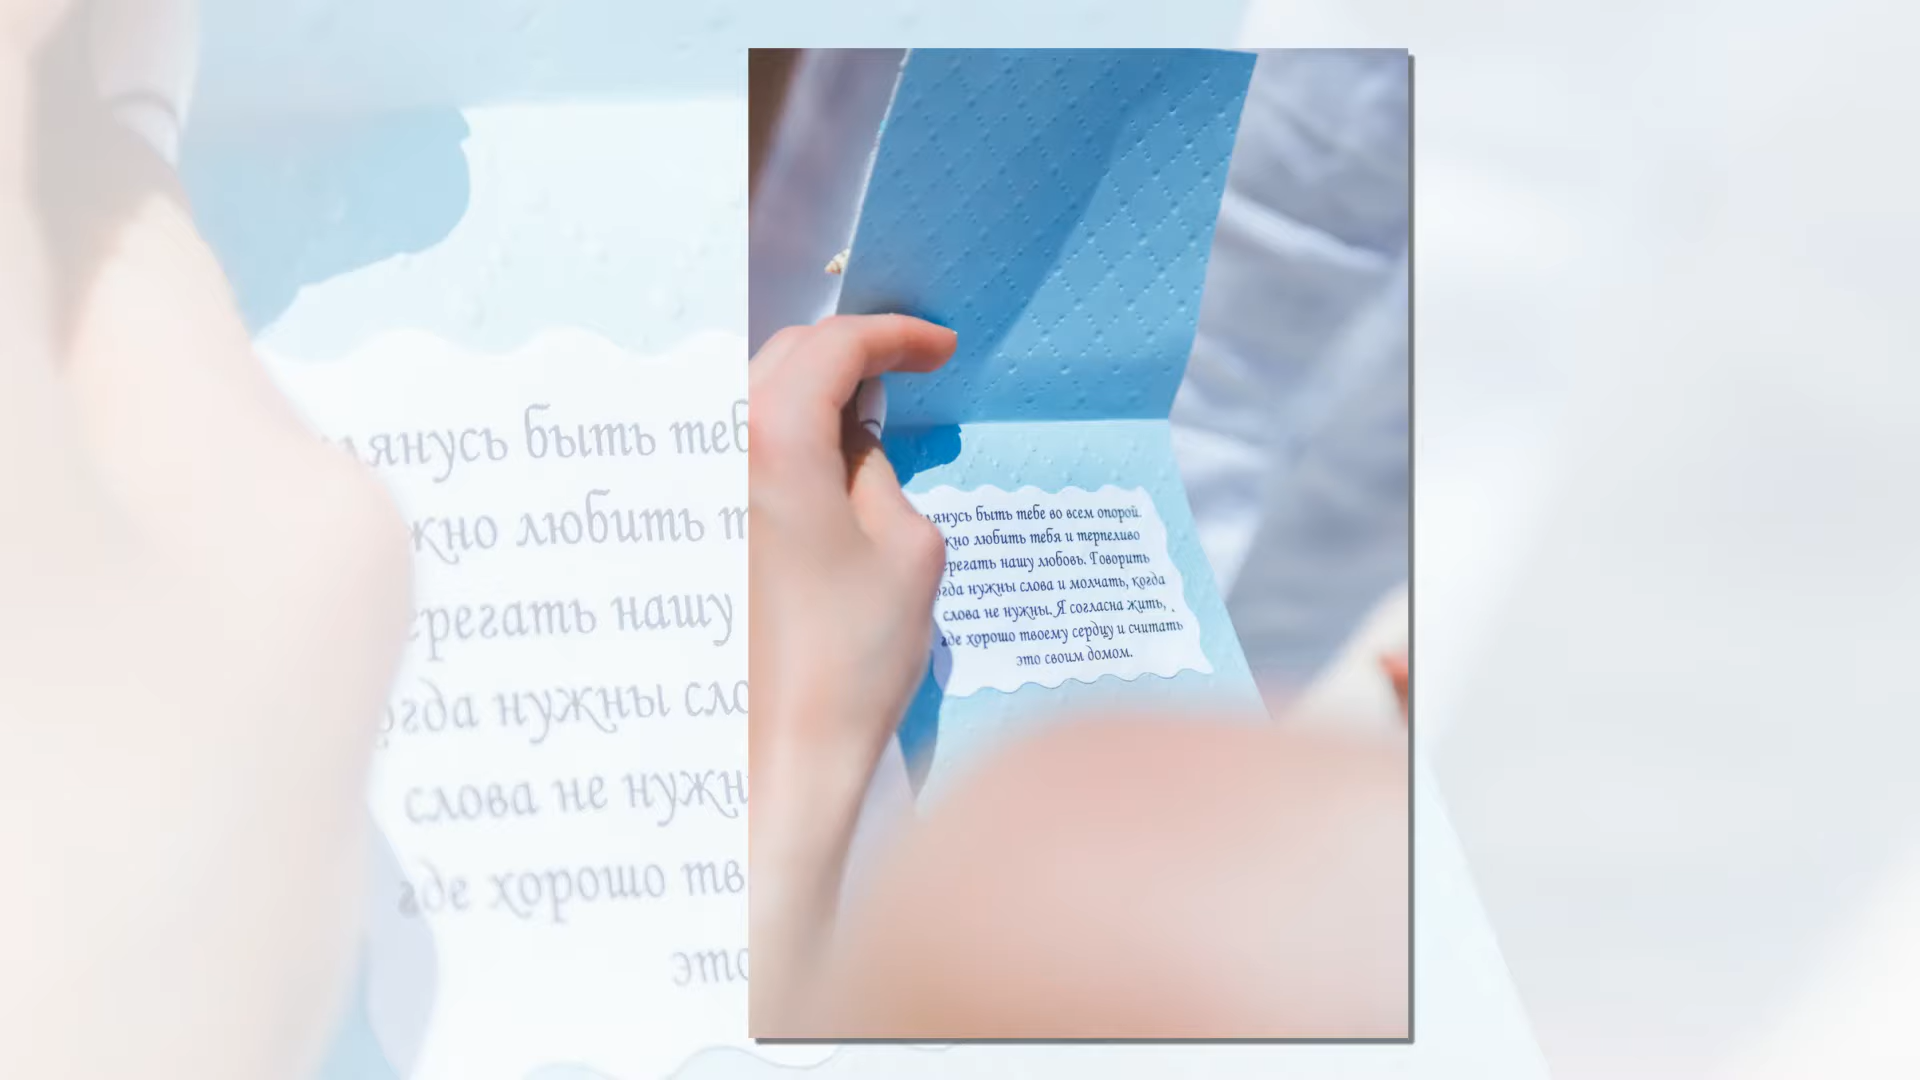 быть тебе во всем опорой.
любить тебя и терпеливо
нашу любовь. Говорить
нужны слова и молчать, когда
слова не нужны. Я согласна жить,
где хорошо твоему сердцу и считать
это своим домом.